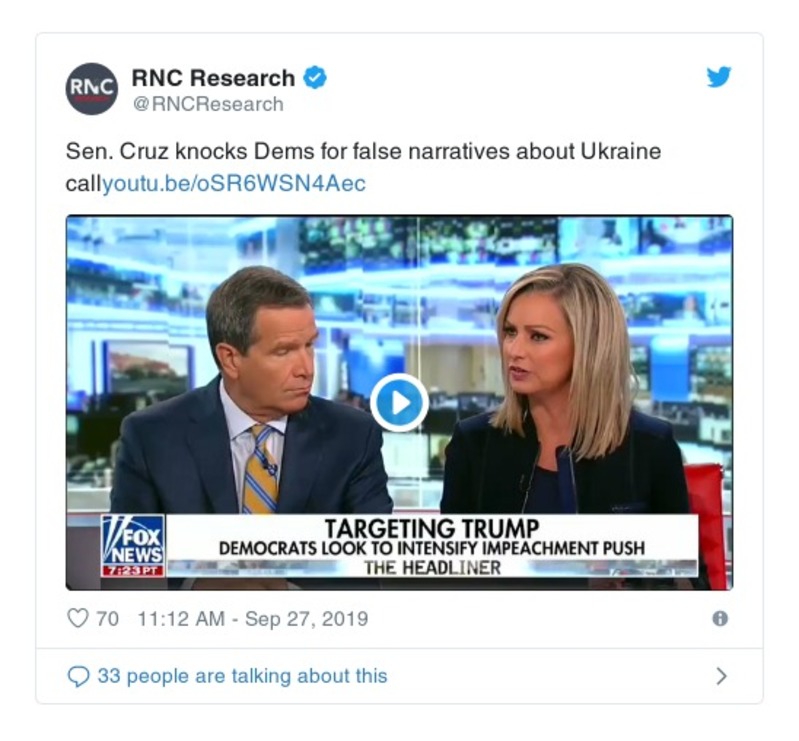 RNC
RNC Research
@RNCResearch
Sen. Cruz knocks Dems for false narratives about Ukraine
callyoutu.be/oSR6WSN4Aec
FOX
NEWS
7:23 PT
TARGETING TRUMP
DEMOCRATS LOOK TO INTENSIFY IMPEACHMENT PUSH
THE HEADLINER
70 11:12 AM - Sep 27, 2019
33 people are talking about this